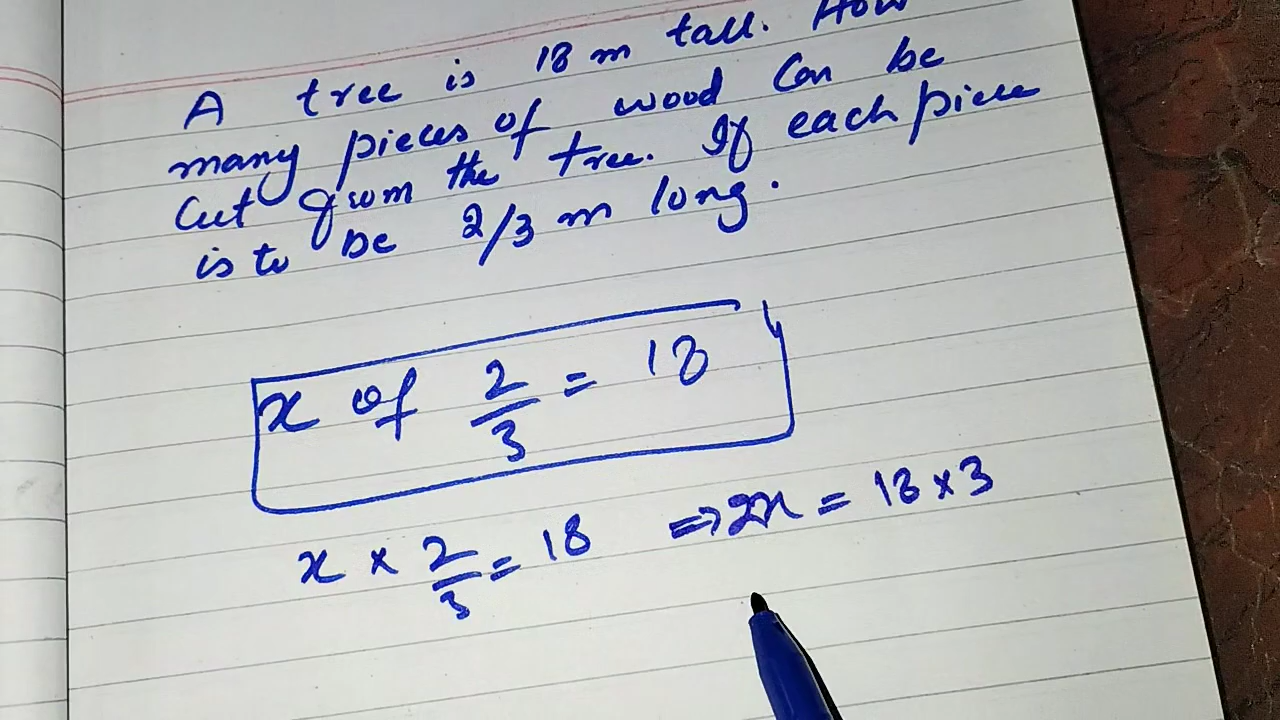 A tree is 18 m tall. How
many pieces of wood Can be
Cut from the tree. If each piece
is to be 2/3 m long.
x of 2/3 = 18
x × 2/3 = 18 ⇒ 2x = 18 × 3